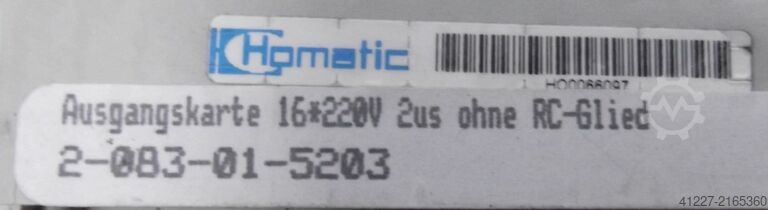 Homatic
HO0066097
Ausgangskarte 16*220V 2us ohne RC-Glied
2-083-01-5203
41227-2165360